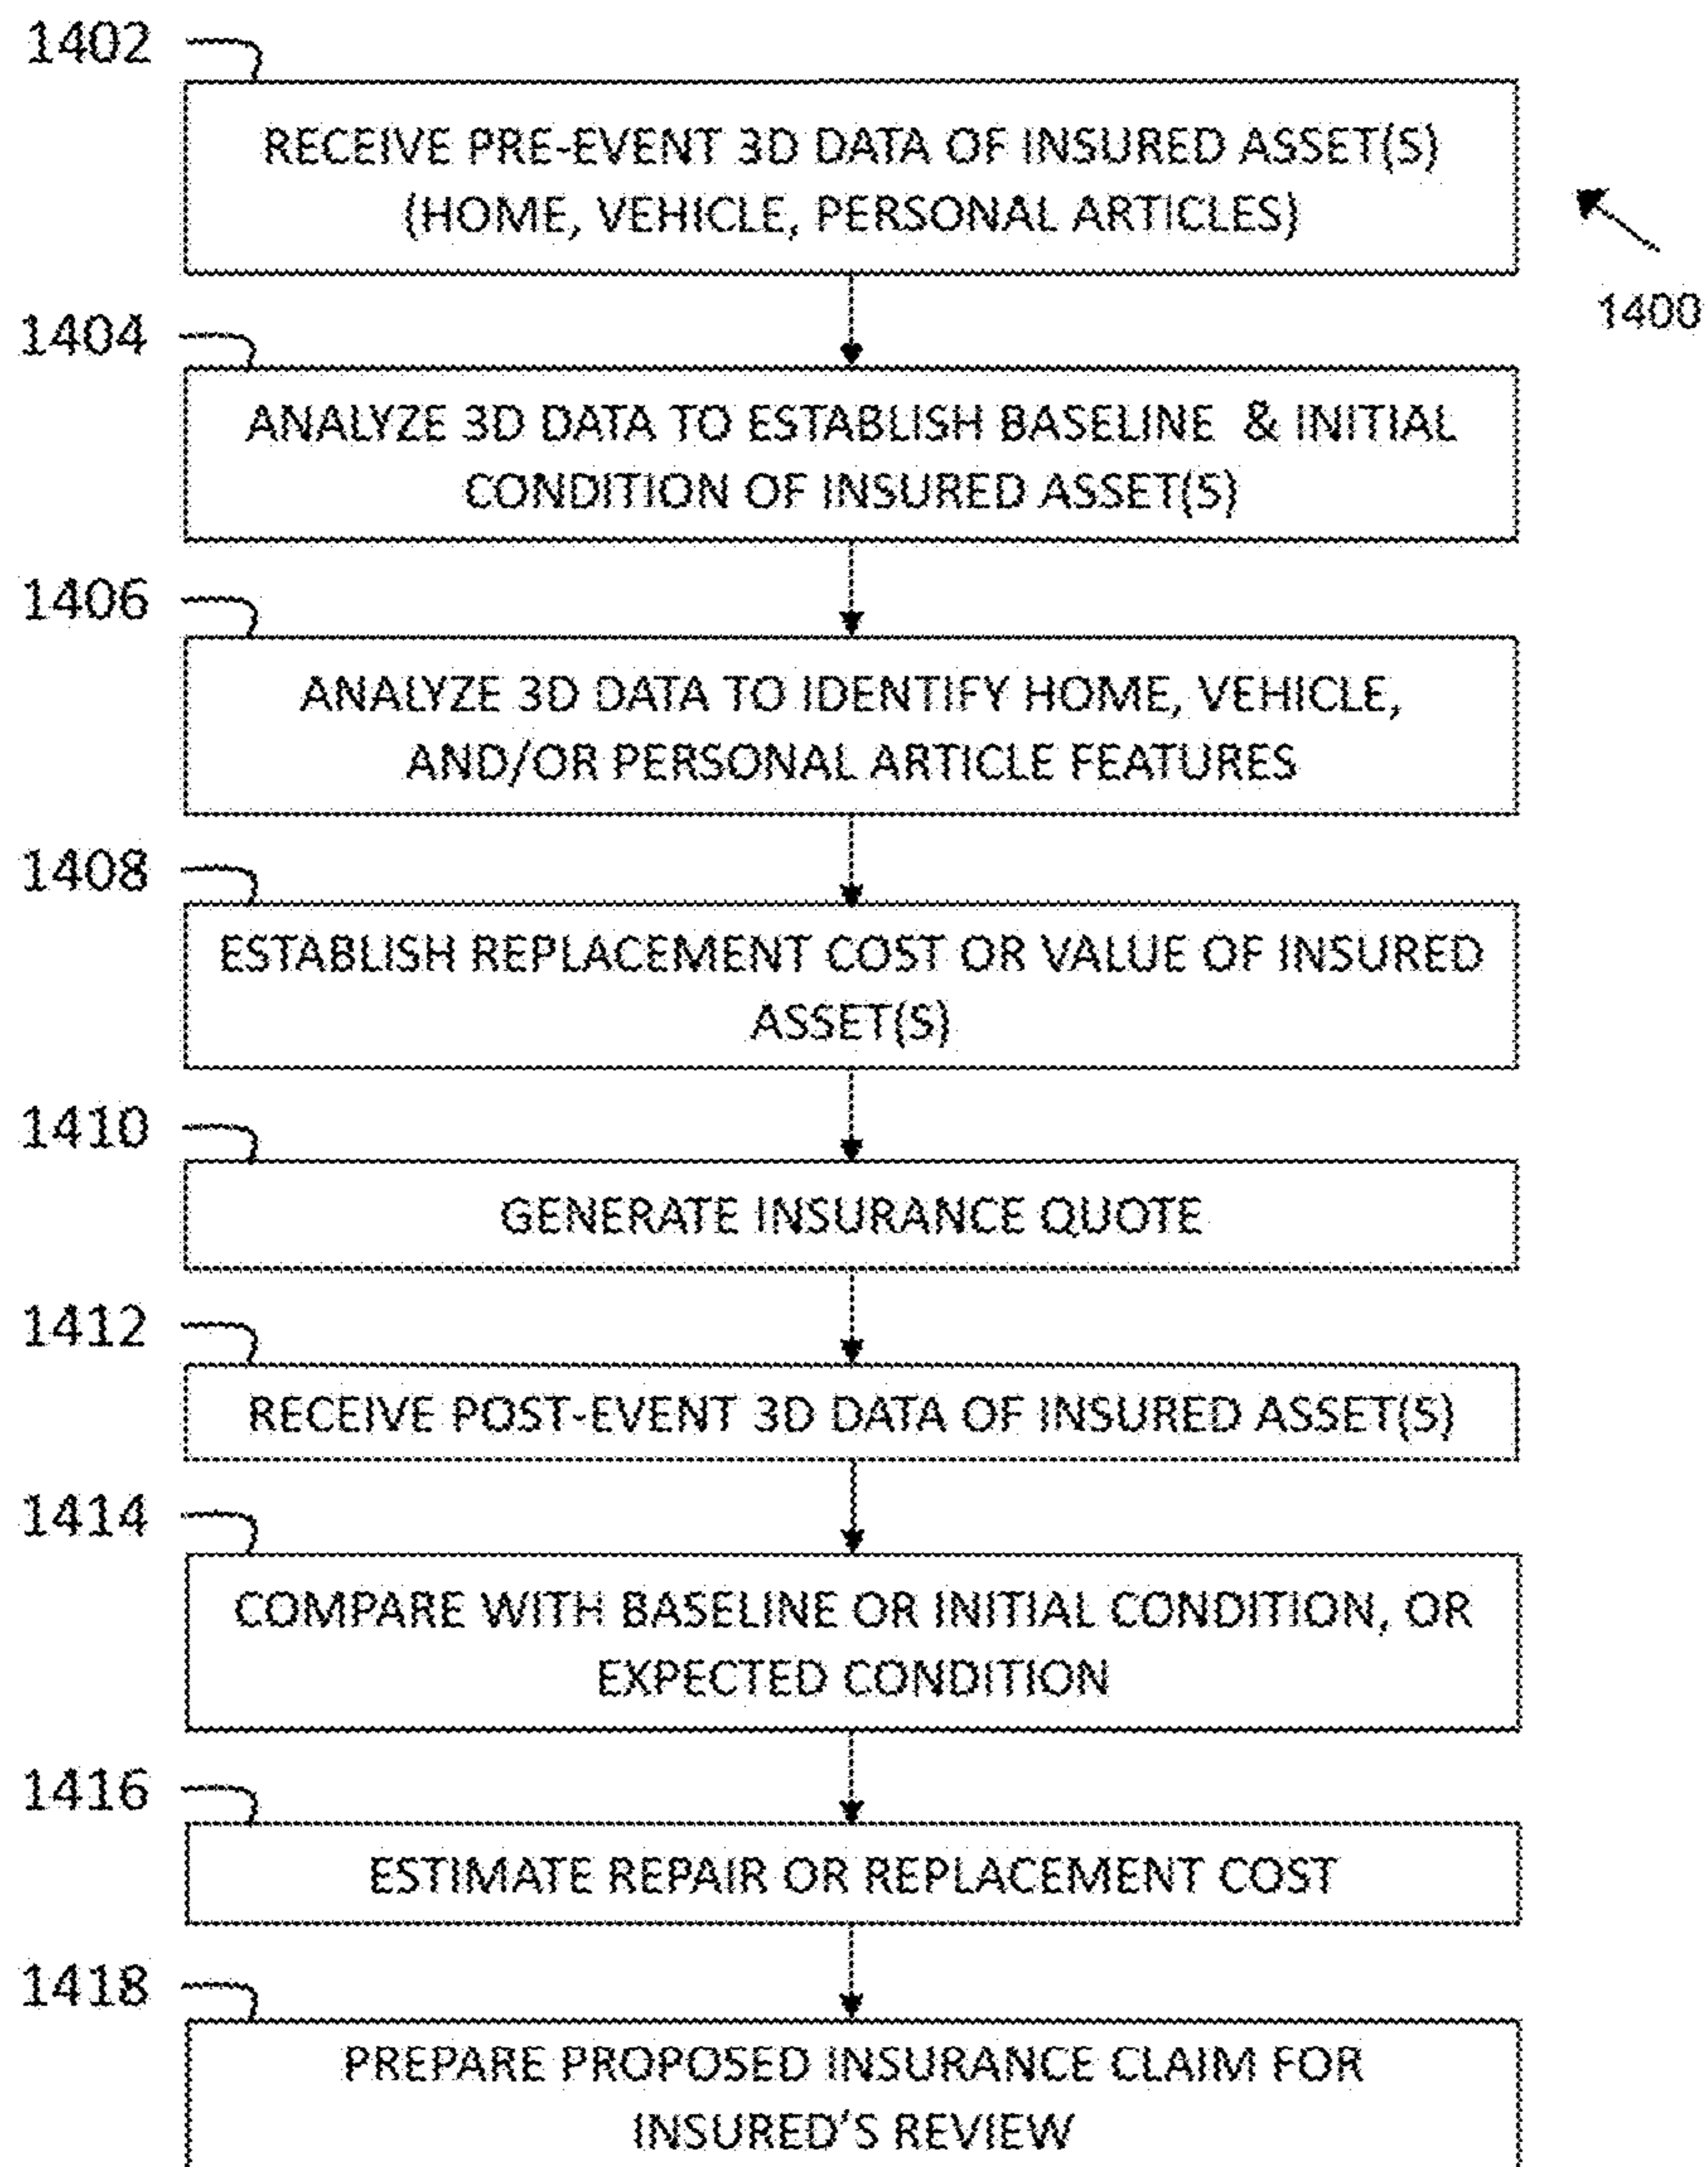 1402
RECEIVE PRE-EVENT 3D DATA OF INSURED ASSET(S)
(HOME, VEHICLE, PERSONAL ARTICLES)
1400
1404
ANALYZE 3D DATA TO ESTABLISH BASELINE & INITIAL
CONDITION OF INSURED ASSET(S)
1406
ANALYZE 3D DATA TO IDENTIFY HOME, VEHICLE,
AND/OR PERSONAL ARTICLE FEATURES
1408
ESTABLISH REPLACEMENT COST OR VALUE OF INSURED
ASSET(S)
1410
GENERATE INSURANCE QUOTE
1412
RECEIVE POST-EVENT 3D DATA OF INSURED ASSET(S)
1414
COMPARE WITH BASELINE OR INITIAL CONDITION, OR
EXPECTED CONDITION
1416
ESTIMATE REPAIR OR REPLACEMENT COST
1418
PREPARE PROPOSED INSURANCE CLAIM FOR
INSURED'S REVIEW